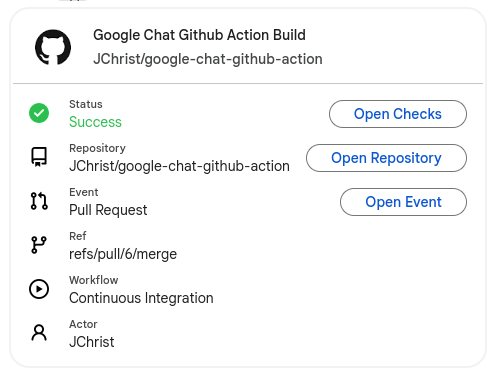 Google Chat Github Action Build
JChrist/google-chat-github-action
Status
Success
Open Checks
Repository
JChrist/google-chat-github-action
Open Repository
Event
Pull Request
Open Event
Ref
refs/pull/6/merge
Workflow
Continuous Integration
Actor
JChrist